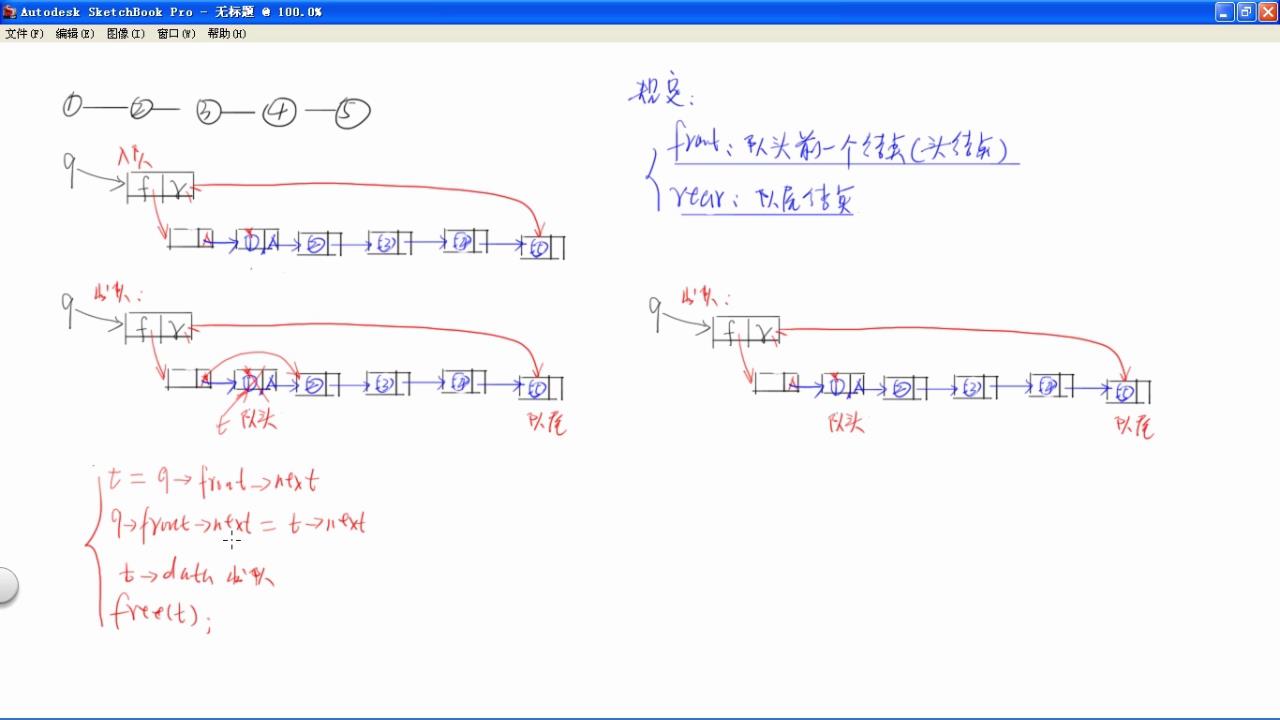 Autodesk SketchBook Pro - 无标题 @ 100.0%
文件(F) 编辑(E) 图像(I) 窗口(W) 帮助(H)
① ② ③ ④ ⑤
规定：
front：队头前一个结点(头结点)
rear：队尾结点
q 入队
f r
① ② ③ ④ ⑤
q 出队：
f r
① ② ③ ④ ⑤
t 队头 队尾
q 出队：
f r
① ② ③ ④ ⑤
队头 队尾
t = q→front→next
q→front→next = t→next
t→data 出队
free(t);